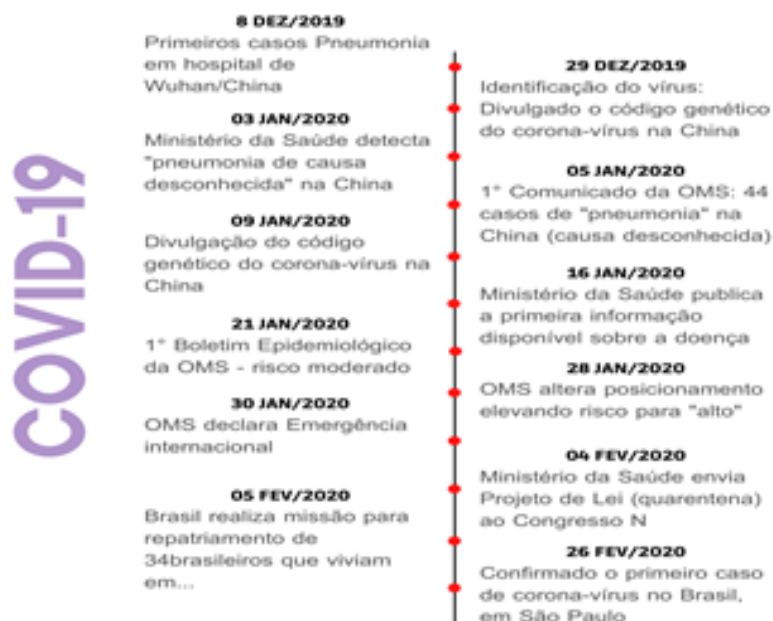 COVID-19
8 DEZ/2019
Primeiros casos Pneumonia
em hospital de
Wuhan/China
29 DEZ/2019
Identificação do vírus:
Divulgado o código genético
do corona-vírus na China
03 JAN/2020
Ministério da Saúde detecta
"pneumonia de causa
desconhecida" na China
05 JAN/2020
1° Comunicado da OMS: 44
casos de "pneumonia" na
China (causa desconhecida)
09 JAN/2020
Divulgação do código
genético do corona-vírus na
China
16 JAN/2020
Ministério da Saúde publica
a primeira informação
disponível sobre a doença
21 JAN/2020
1° Boletim Epidemiológico
da OMS - risco moderado
28 JAN/2020
OMS altera posicionamento
elevando risco para "alto"
30 JAN/2020
OMS declara Emergência
internacional
04 FEV/2020
Ministério da Saúde envia
Projeto de Lei (quarentena)
ao Congresso N
05 FEV/2020
Brasil realiza missão para
repatriamento de
34brasileiros que viviam
em...
26 FEV/2020
Confirmado o primeiro caso
de corona-vírus no Brasil,
em São Paulo